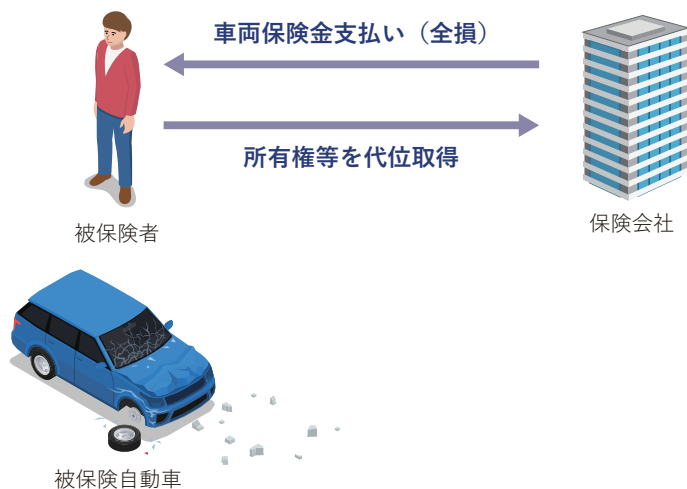 車両保険金支払い（全損）
所有権等を代位取得
被保険者
保険会社
被保険自動車